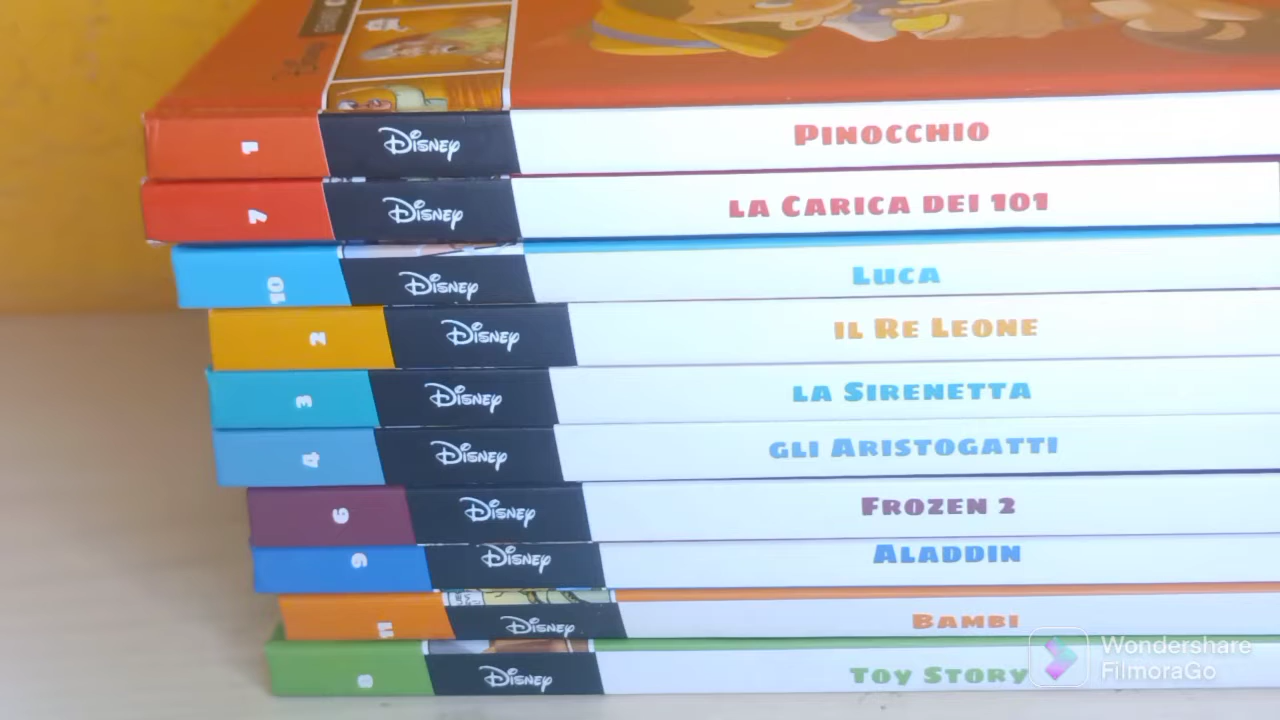 Disney
1 Disney PINOCCHIO
7 Disney LA CARICA DEI 101
10 Disney LUCA
2 Disney IL RE LEONE
3 Disney LA SIRENETTA
4 Disney GLI ARISTOGATTI
6 Disney FROZEN 2
9 Disney ALADDIN
11 Disney BAMBI
8 Disney TOY STORY
Wondershare
FilmoraGo